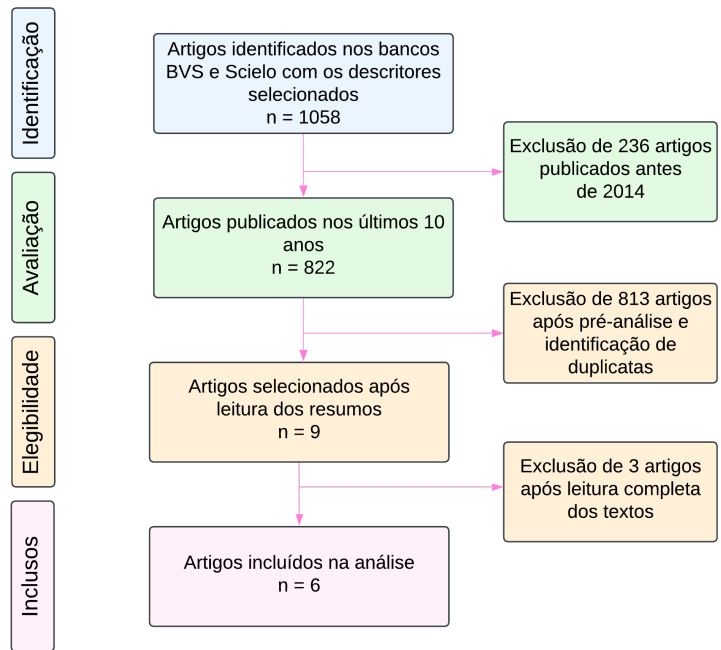 Identificação
Artigos identificados nos bancos
BVS e Scielo com os descritores
selecionados
n = 1058
Exclusão de 236 artigos
publicados antes
de 2014
Avaliação
Artigos publicados nos últimos 10
anos
n = 822
Exclusão de 813 artigos
após pré-análise e
identificação de
duplicatas
Elegibilidade
Artigos selecionados após
leitura dos resumos
n = 9
Exclusão de 3 artigos
após leitura completa
dos textos
Inclusos
Artigos incluídos na análise
n = 6